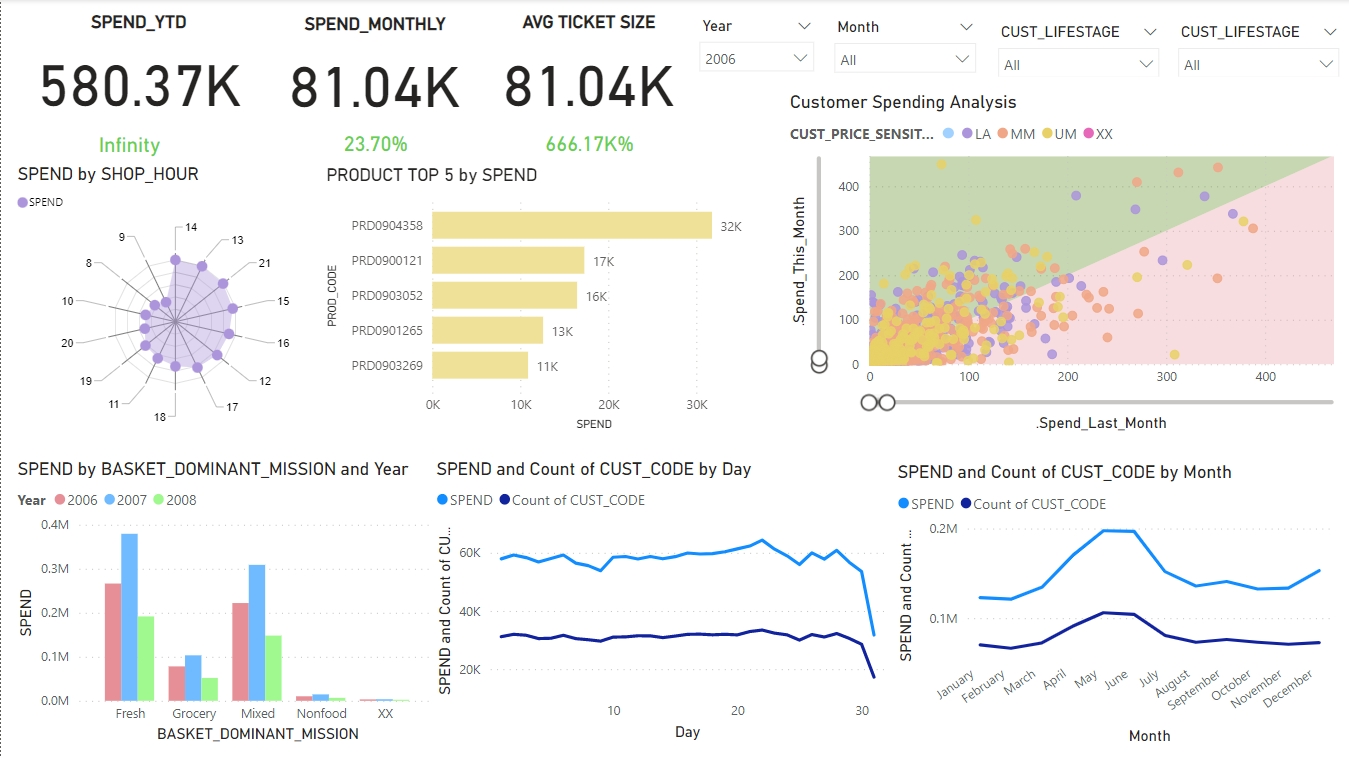 SPEND_YTD
580.37K
Infinity
SPEND_MONTHLY
81.04K
23.70%
AVG TICKET SIZE
81.04K
666.17K%
Year
2006
Month
All
CUST_LIFESTAGE
All
CUST_LIFESTAGE
All
SPEND by SHOP_HOUR
SPEND
14
13
21
15
16
12
17
18
11
19
20
10
8
9
PRODUCT TOP 5 by SPEND
PROD_CODE
PRD0904358
32K
PRD0900121
17K
PRD0903052
16K
PRD0901265
13K
PRD0903269
11K
0K 10K 20K 30K
SPEND
Customer Spending Analysis
CUST_PRICE_SENSIT... LA MM UM XX
.Spend_This_Month
400
300
200
100
0
0 100 200 300 400
.Spend_Last_Month
SPEND by BASKET_DOMINANT_MISSION and Year
Year 2006 2007 2008
SPEND
0.4M
0.3M
0.2M
0.1M
0.0M
Fresh Grocery Mixed Nonfood XX
BASKET_DOMINANT_MISSION
SPEND and Count of CUST_CODE by Day
SPEND Count of CUST_CODE
SPEND and Count of CU...
60K
40K
20K
10 20 30
Day
SPEND and Count of CUST_CODE by Month
SPEND Count of CUST_CODE
SPEND and Count ...
0.2M
0.1M
January February March April May June July August September October November December
Month